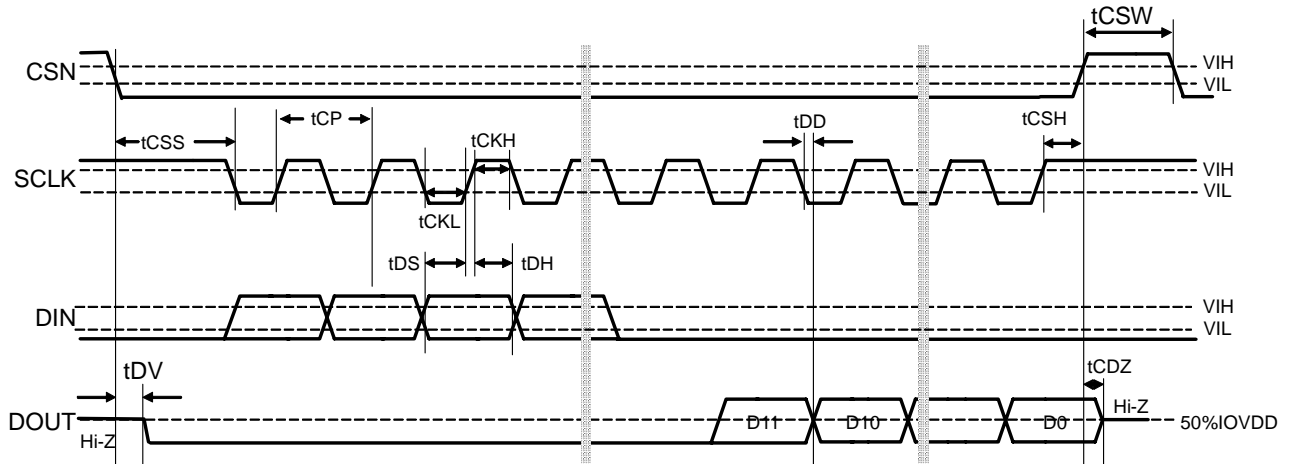 tCSW
CSN
VIH
VIL
tCSS
tCP
tCKH
tDD
tCSH
SCLK
VIH
VIL
tCKL
tDS
tDH
DIN
VIH
VIL
tDV
tCDZ
DOUT
Hi-Z
D11
D10
D0
Hi-Z
50%IOVDD